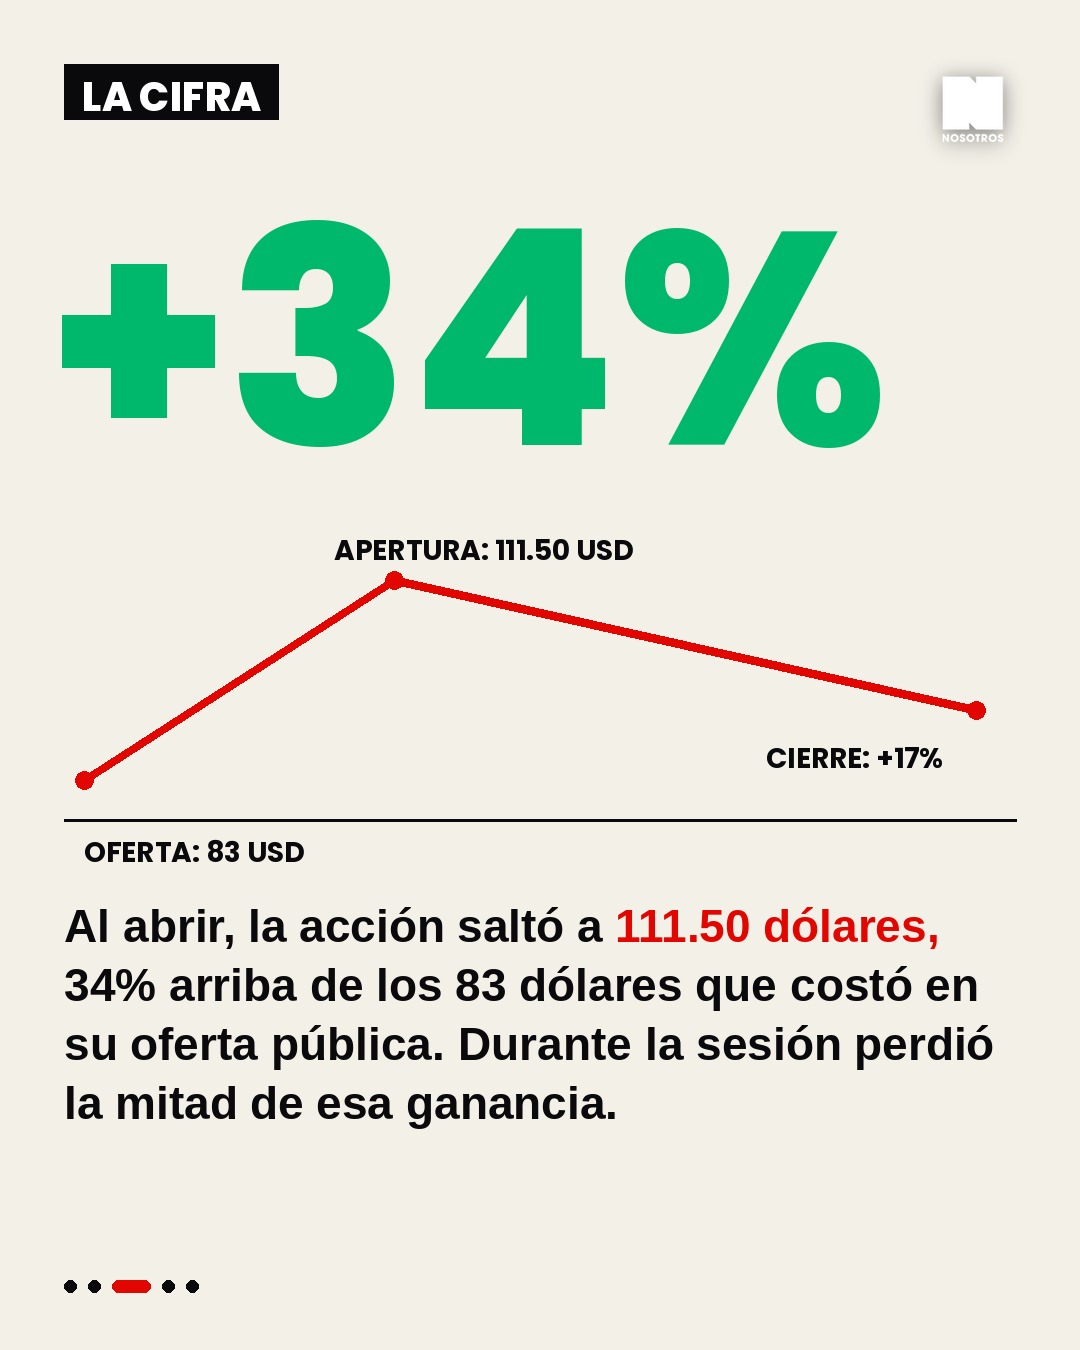 LA CIFRA
N
NOSOTROS
+34%
APERTURA: 111.50 USD
CIERRE: +17%
OFERTA: 83 USD
Al abrir, la acción saltó a 111.50 dólares,
34% arriba de los 83 dólares que costó en
su oferta pública. Durante la sesión perdió
la mitad de esa ganancia.